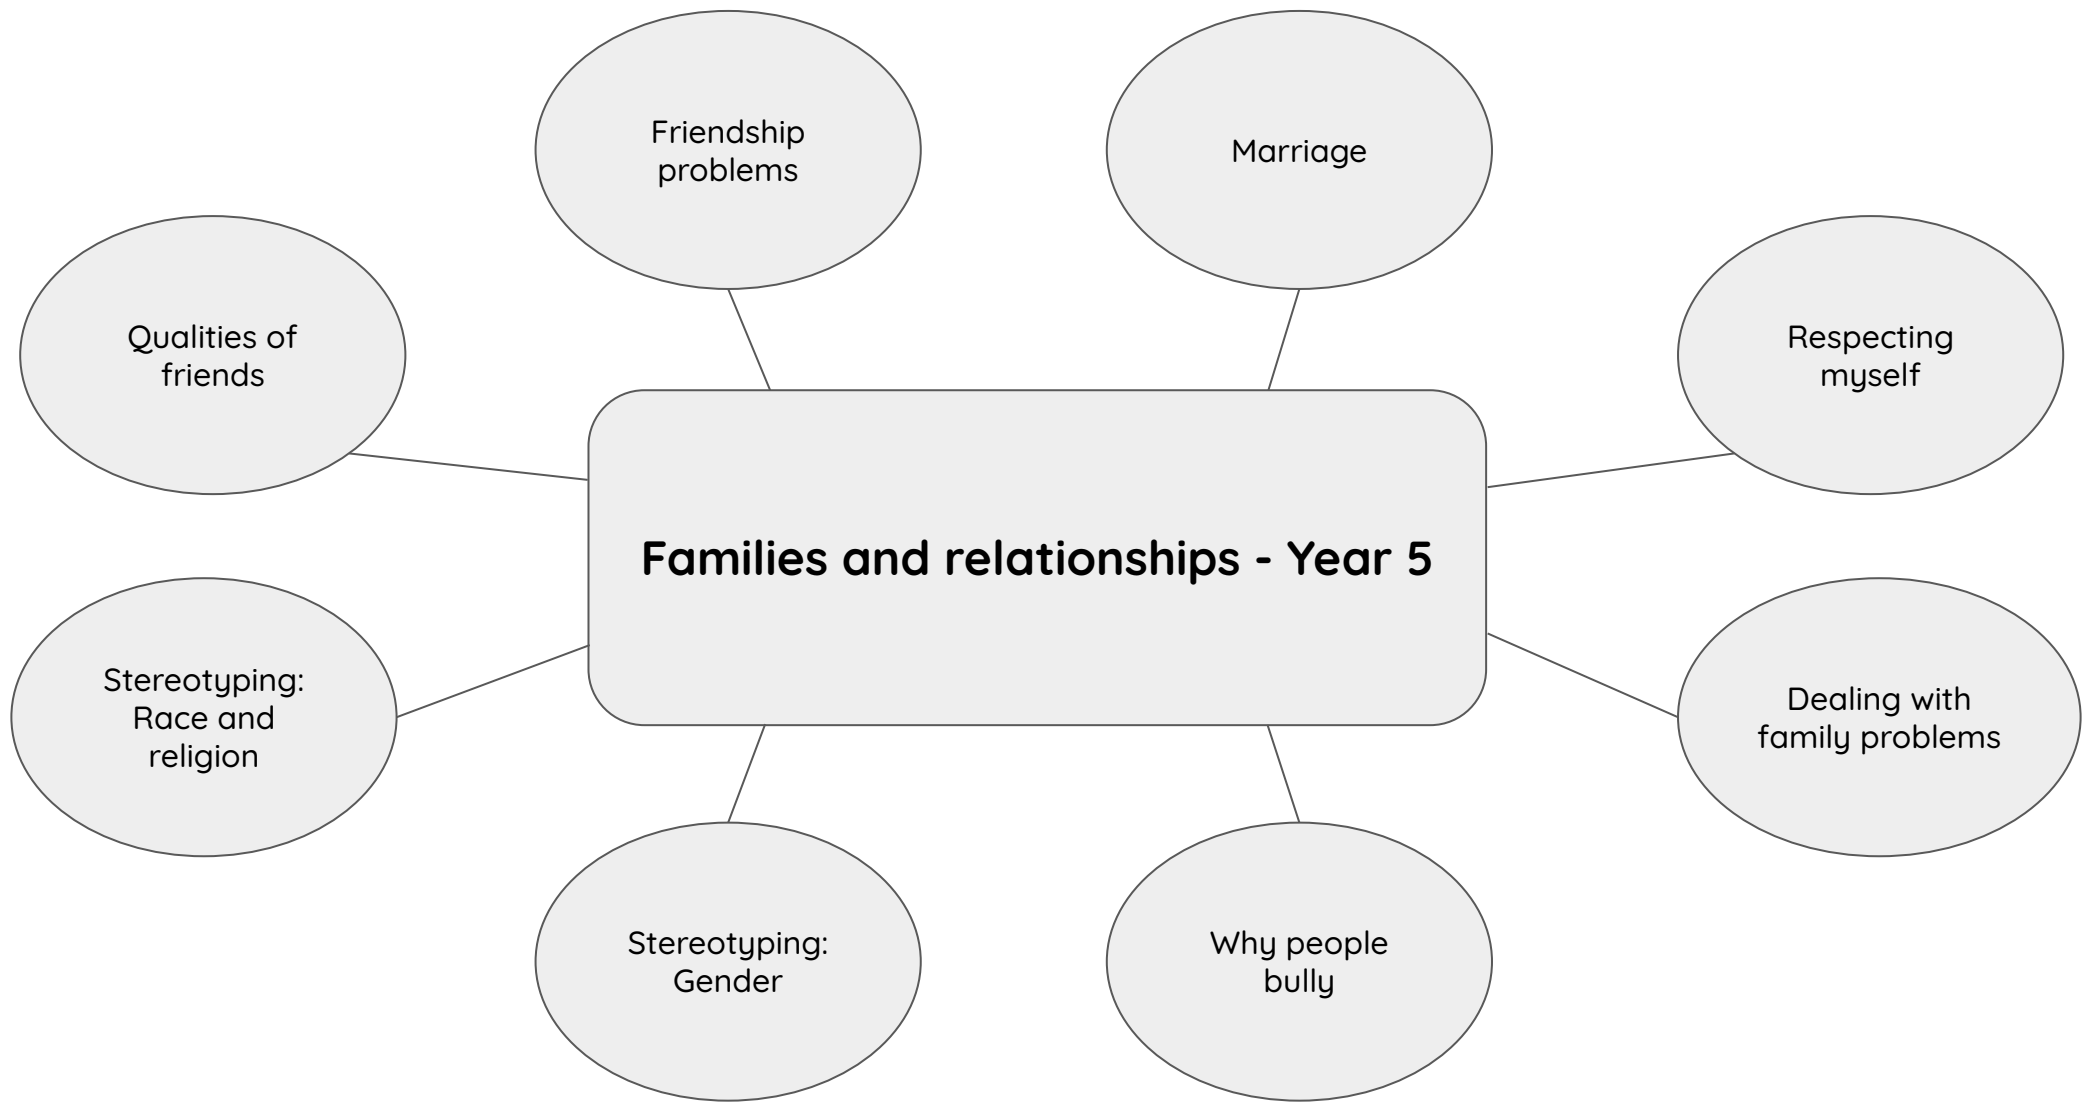 Friendship
problems
Marriage
Qualities of
friends
Respecting
myself
Families and relationships - Year 5
Stereotyping:
Race and
religion
Dealing with
family problems
Stereotyping:
Gender
Why people
bully